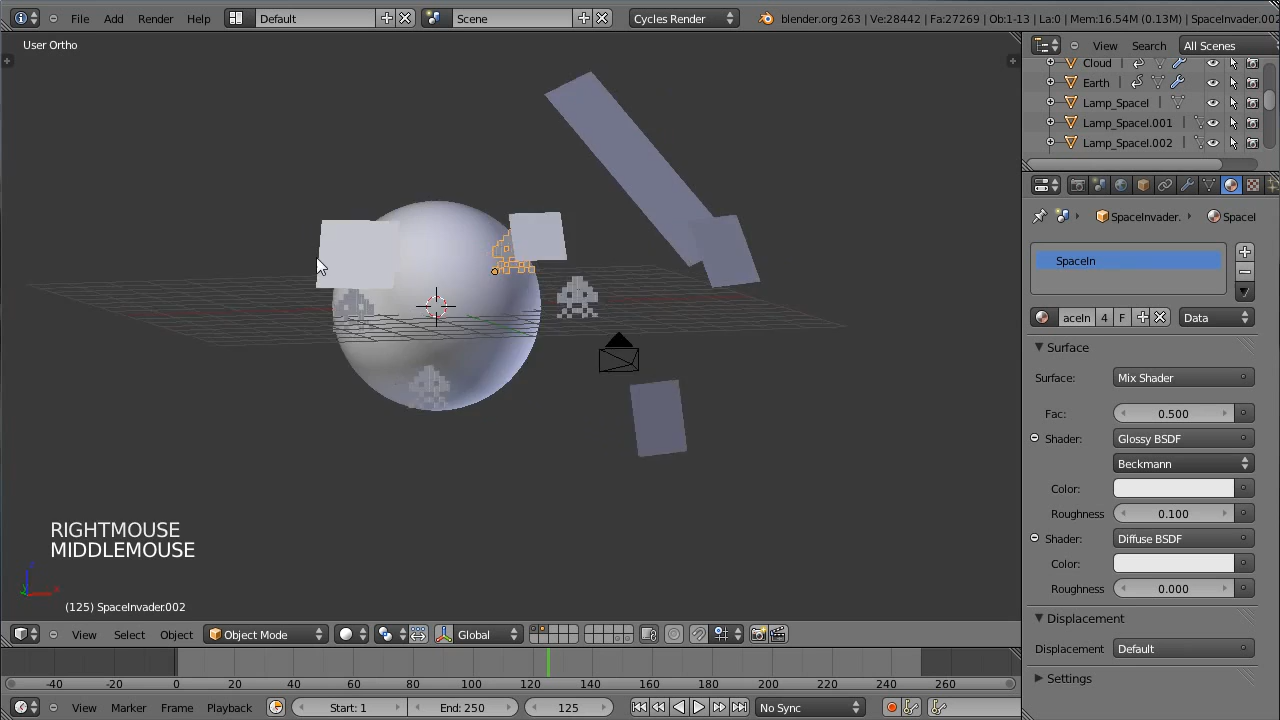 File Add Render Help Default Scene Cycles Render blender.org 263 | Ve:28442 | Fa:27269 | Ob:1-13 | La:0 | Mem:16.54M (0.13M) | SpaceInvader.002
User Ortho
View Search All Scenes
Cloud
Earth
Lamp_SpaceI
Lamp_SpaceI.001
Lamp_SpaceI.002
SpaceInvader. SpaceI
SpaceIn
aceIn 4 F Data
Surface
Surface: Mix Shader
Fac: 0.500
Shader: Glossy BSDF
Beckmann
Color:
Roughness 0.100
Shader: Diffuse BSDF
Color:
Roughness 0.000
Displacement
Displacement Default
Settings
RIGHTMOUSE
MIDDLEMOUSE
(125) SpaceInvader.002
View Select Object Object Mode Global
-40 -20 0 20 40 60 80 100 120 140 160 180 200 220 240 260
View Marker Frame Playback Start: 1 End: 250 125 No Sync